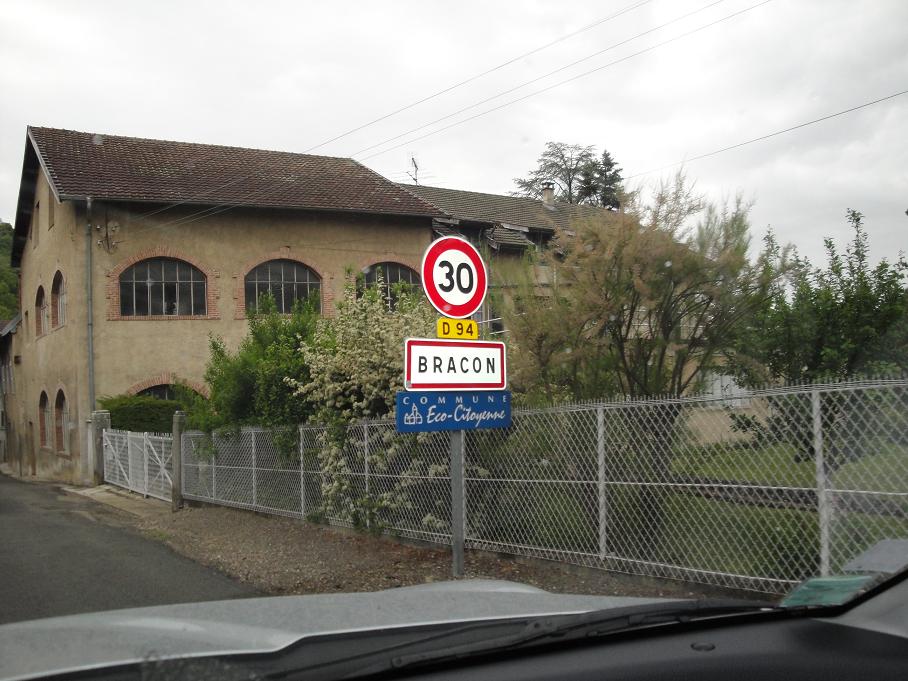 30
D 94
BRACON
COMMUNE
Eco-Citoyenne